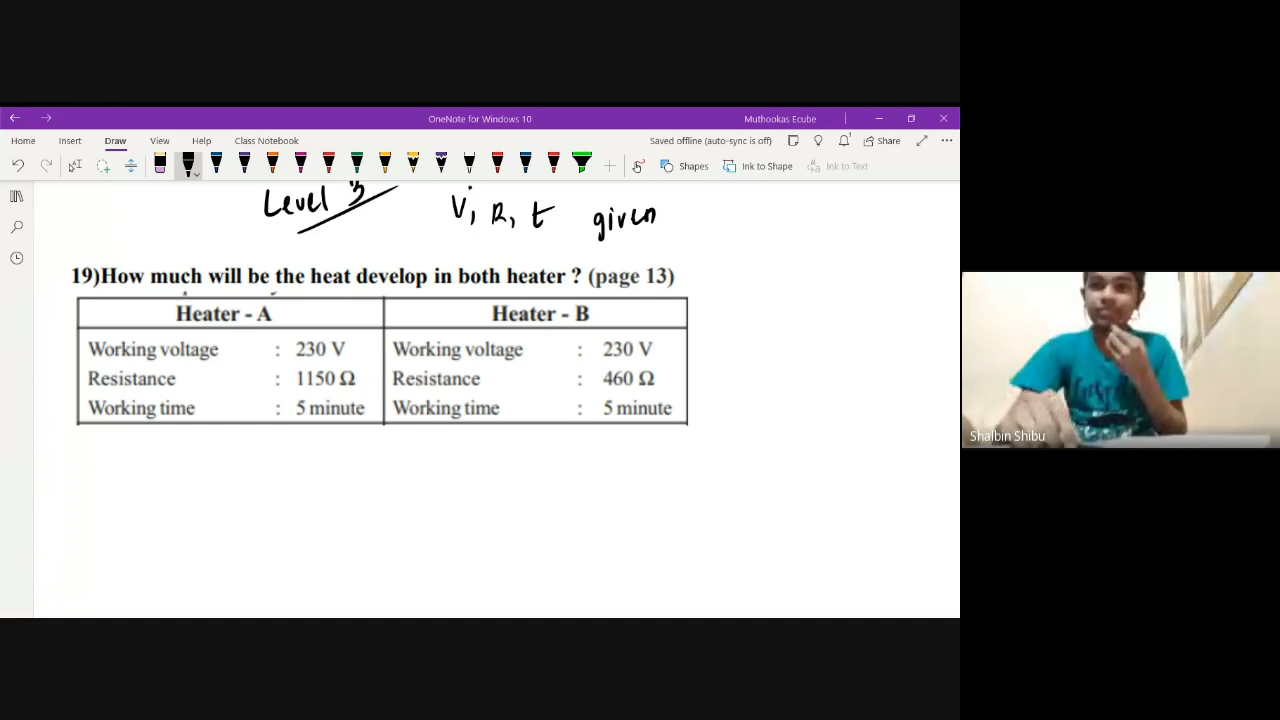 OneNote for Windows 10
Muthookas Ecube
Home Insert Draw View Help Class Notebook
Saved offline (auto-sync is off)
Share
Shapes
Ink to Shape
Ink to Text
Level 3
V, R, t given
19)How much will be the heat develop in both heater ? (page 13)
Heater - A Heater - B
Working voltage : 230 V Working voltage : 230 V
Resistance : 1150 Ω Resistance : 460 Ω
Working time : 5 minute Working time : 5 minute
Shalbin Shibu